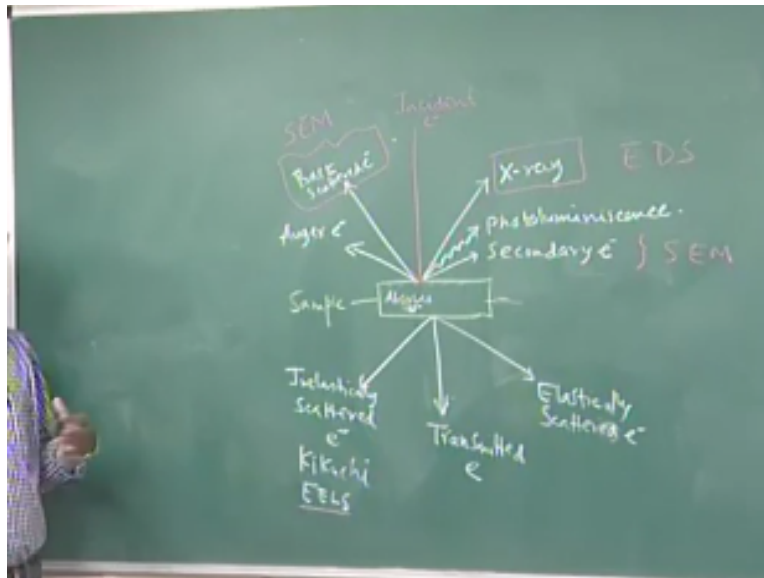 SEM
Incident
e⁻
Back
scattered e⁻
X-ray
EDS
Auger e⁻
Photoluminiscence.
Secondary e⁻ } SEM
Sample
Inelastically
scattered
e⁻
Kikuchi
EELS
Transmitted
e
Elastically
Scattered e⁻